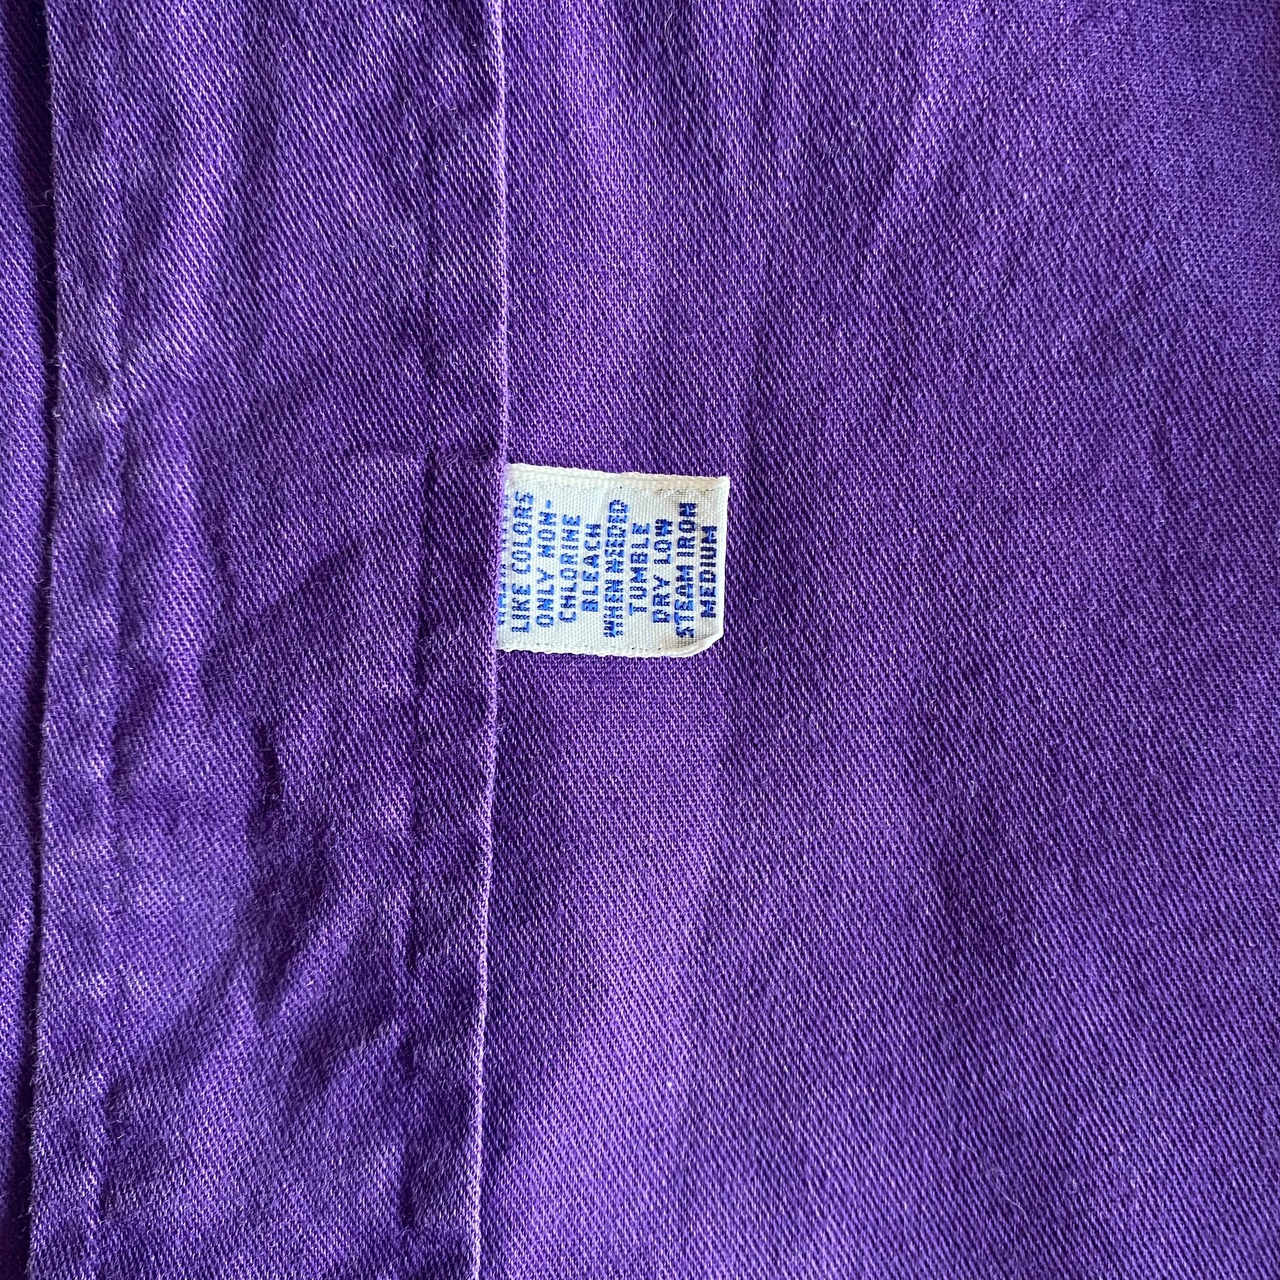 LIKE COLORS
ONLY NON-
CHLORINE
BLEACH
WHEN NEEDED
TUMBLE
DRY LOW
STEAM IRON
MEDIUM